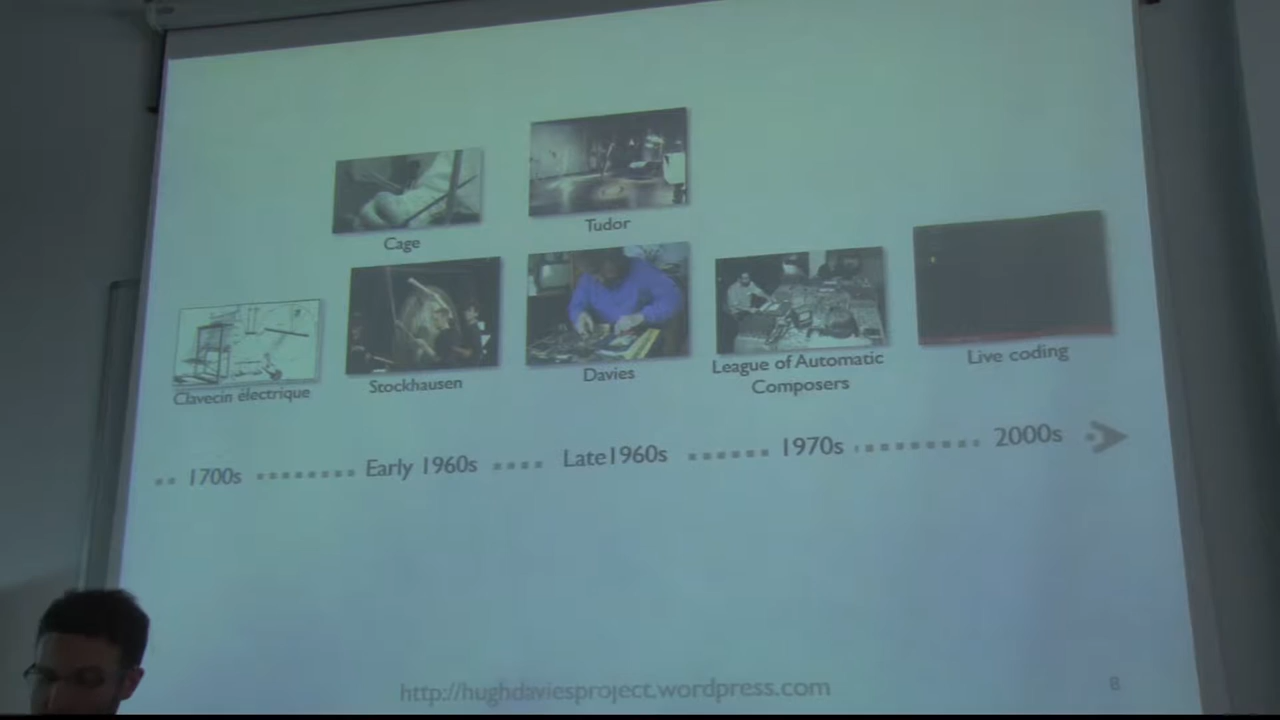 Cage
Tudor
Clavecin électrique
Stockhausen
Davies
League of Automatic
Composers
Live coding
1700s
Early 1960s
Late1960s
1970s
2000s
http://hughdaviesproject.wordpress.com
8